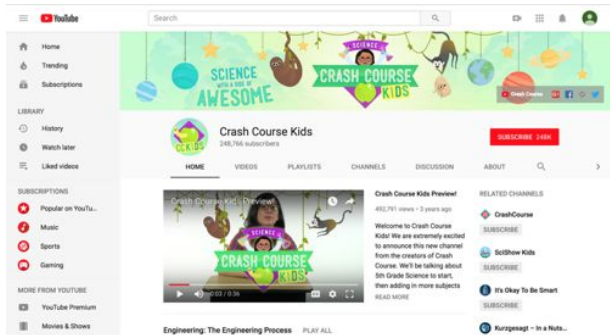 YouTube
Search
Home
Trending
Subscriptions
LIBRARY
History
Watch later
Liked videos
SUBSCRIPTIONS
Popular on YouTu...
Music
Sports
Gaming
MORE FROM YOUTUBE
YouTube Premium
Movies & Shows
SCIENCE
WITH A SIDE OF
AWESOME
SCIENCE
CRASH COURSE
KIDS
Crash Course
CC KIDS
Crash Course Kids
248,766 subscribers
SUBSCRIBE 248K
HOME
VIDEOS
PLAYLISTS
CHANNELS
DISCUSSION
ABOUT
Crash Course Kids Preview!
SCIENCE
CRASH COURSE
KIDS
0:03 / 0:36
Crash Course Kids Preview!
492,791 views • 3 years ago
Welcome to Crash Course
Kids! We are extremely excited
to announce this new channel
from the creators of Crash
Course. We'll be talking about
5th Grade Science to start,
then adding in more subjects
READ MORE
RELATED CHANNELS
CrashCourse
SUBSCRIBE
SciShow Kids
SUBSCRIBE
It's Okay To Be Smart
SUBSCRIBE
Kurzgesagt – In a Nuts...
Engineering: The Engineering Process
PLAY ALL